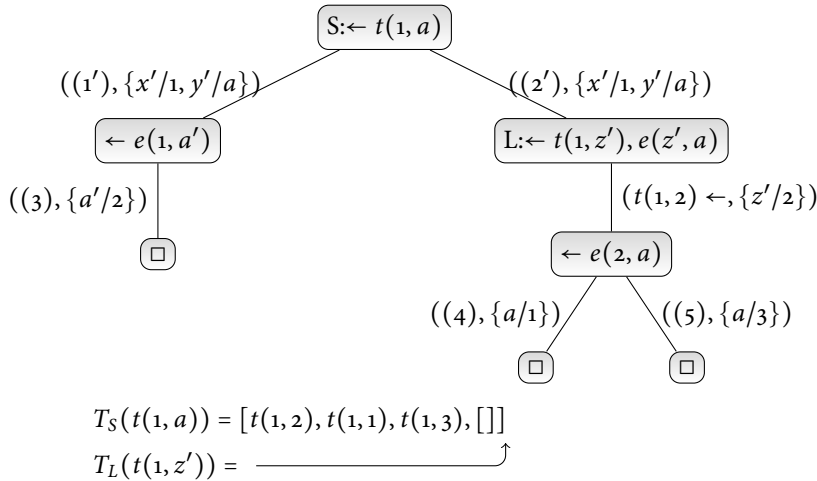 S:← t(1, a)
((1′), {x′/1, y′/a})
((2′), {x′/1, y′/a})
← e(1, a′)
L:← t(1, z′), e(z′, a)
((3), {a′/2})
(t(1, 2) ←, {z′/2})
□
← e(2, a)
((4), {a/1})
((5), {a/3})
□
□
T_S(t(1, a)) = [t(1, 2), t(1, 1), t(1, 3), []]
T_L(t(1, z′)) =